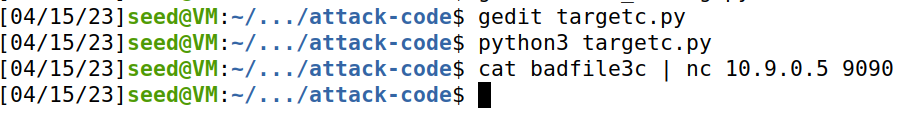 [04/15/23]seed@VM:~/.../attack-code$ gedit targetc.py
[04/15/23]seed@VM:~/.../attack-code$ python3 targetc.py
[04/15/23]seed@VM:~/.../attack-code$ cat badfile3c | nc 10.9.0.5 9090
[04/15/23]seed@VM:~/.../attack-code$